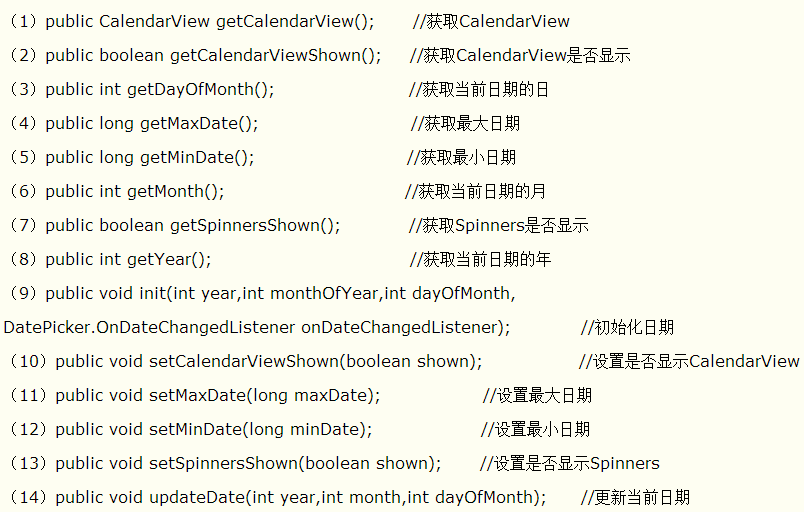 （1）public CalendarView getCalendarView(); //获取CalendarView
（2）public boolean getCalendarViewShown(); //获取CalendarView是否显示
（3）public int getDayOfMonth(); //获取当前日期的日
（4）public long getMaxDate(); //获取最大日期
（5）public long getMinDate(); //获取最小日期
（6）public int getMonth(); //获取当前日期的月
（7）public boolean getSpinnersShown(); //获取Spinners是否显示
（8）public int getYear(); //获取当前日期的年
（9）public void init(int year,int monthOfYear,int dayOfMonth,
DatePicker.OnDateChangedListener onDateChangedListener); //初始化日期
（10）public void setCalendarViewShown(boolean shown); //设置是否显示CalendarView
（11）public void setMaxDate(long maxDate); //设置最大日期
（12）public void setMinDate(long minDate); //设置最小日期
（13）public void setSpinnersShown(boolean shown); //设置是否显示Spinners
（14）public void updateDate(int year,int month,int dayOfMonth); //更新当前日期